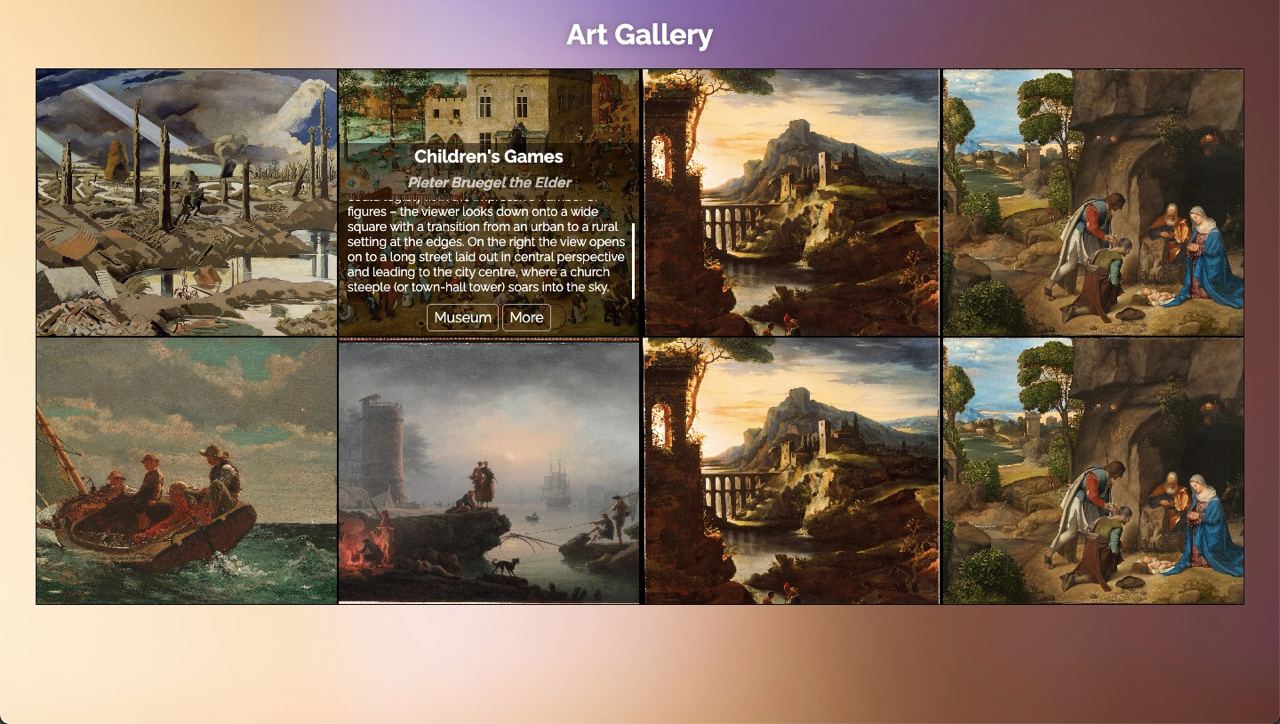 Art Gallery
Children's Games
Pieter Bruegel the Elder
figures – the viewer looks down onto a wide
square with a transition from an urban to a rural
setting at the edges. On the right the view opens
on to a long street laid out in central perspective
and leading to the city centre, where a church
steeple (or town-hall tower) soars into the sky.
Museum More